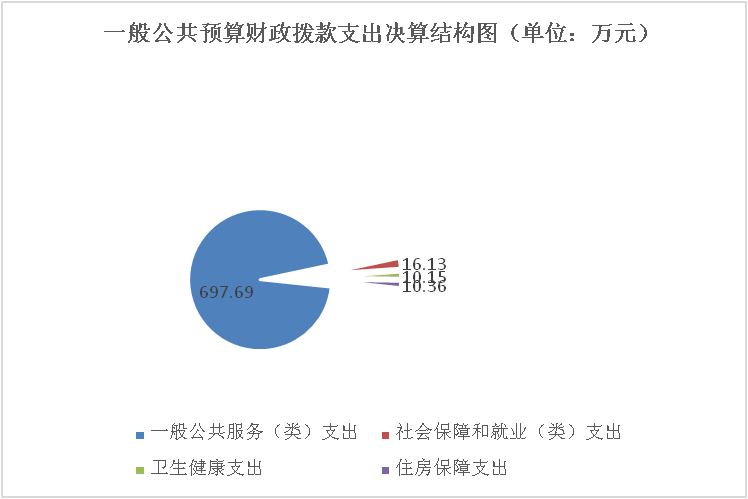 一般公共预算财政拨款支出决算结构图（单位：万元）
16.13
10.15
10.36
697.69
一般公共服务（类）支出
社会保障和就业（类）支出
卫生健康支出
住房保障支出